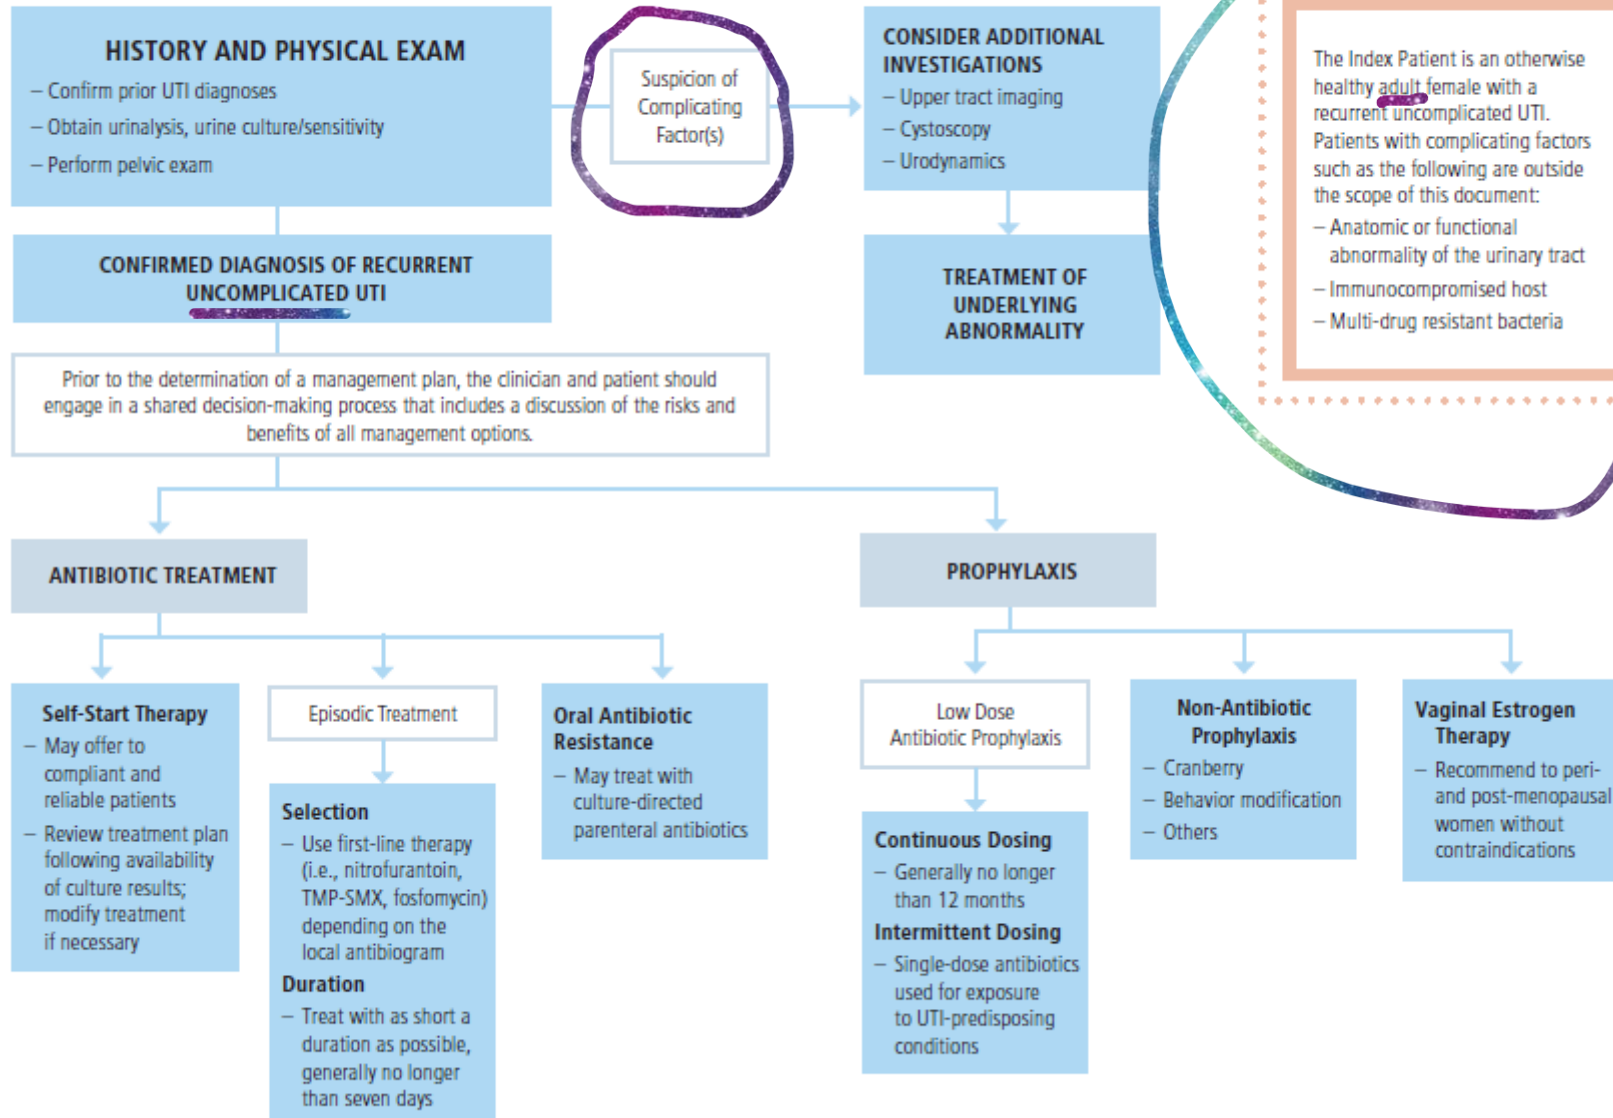 HISTORY AND PHYSICAL EXAM
– Confirm prior UTI diagnoses
– Obtain urinalysis, urine culture/sensitivity
– Perform pelvic exam
Suspicion of
Complicating
Factor(s)
CONSIDER ADDITIONAL
INVESTIGATIONS
– Upper tract imaging
– Cystoscopy
– Urodynamics
The Index Patient is an otherwise
healthy adult female with a
recurrent uncomplicated UTI.
Patients with complicating factors
such as the following are outside
the scope of this document:
– Anatomic or functional
abnormality of the urinary tract
– Immunocompromised host
– Multi-drug resistant bacteria
CONFIRMED DIAGNOSIS OF RECURRENT
UNCOMPLICATED UTI
TREATMENT OF
UNDERLYING
ABNORMALITY
Prior to the determination of a management plan, the clinician and patient should
engage in a shared decision-making process that includes a discussion of the risks and
benefits of all management options.
ANTIBIOTIC TREATMENT
PROPHYLAXIS
Self-Start Therapy
– May offer to
compliant and
reliable patients
– Review treatment plan
following availability
of culture results;
modify treatment
if necessary
Episodic Treatment
Selection
– Use first-line therapy
(i.e., nitrofurantoin,
TMP-SMX, fosfomycin)
depending on the
local antibiogram
Duration
– Treat with as short a
duration as possible,
generally no longer
than seven days
Oral Antibiotic
Resistance
– May treat with
culture-directed
parenteral antibiotics
Low Dose
Antibiotic Prophylaxis
Continuous Dosing
– Generally no longer
than 12 months
Intermittent Dosing
– Single-dose antibiotics
used for exposure
to UTI-predisposing
conditions
Non-Antibiotic
Prophylaxis
– Cranberry
– Behavior modification
– Others
Vaginal Estrogen
Therapy
– Recommend to peri-
and post-menopausal
women without
contraindications